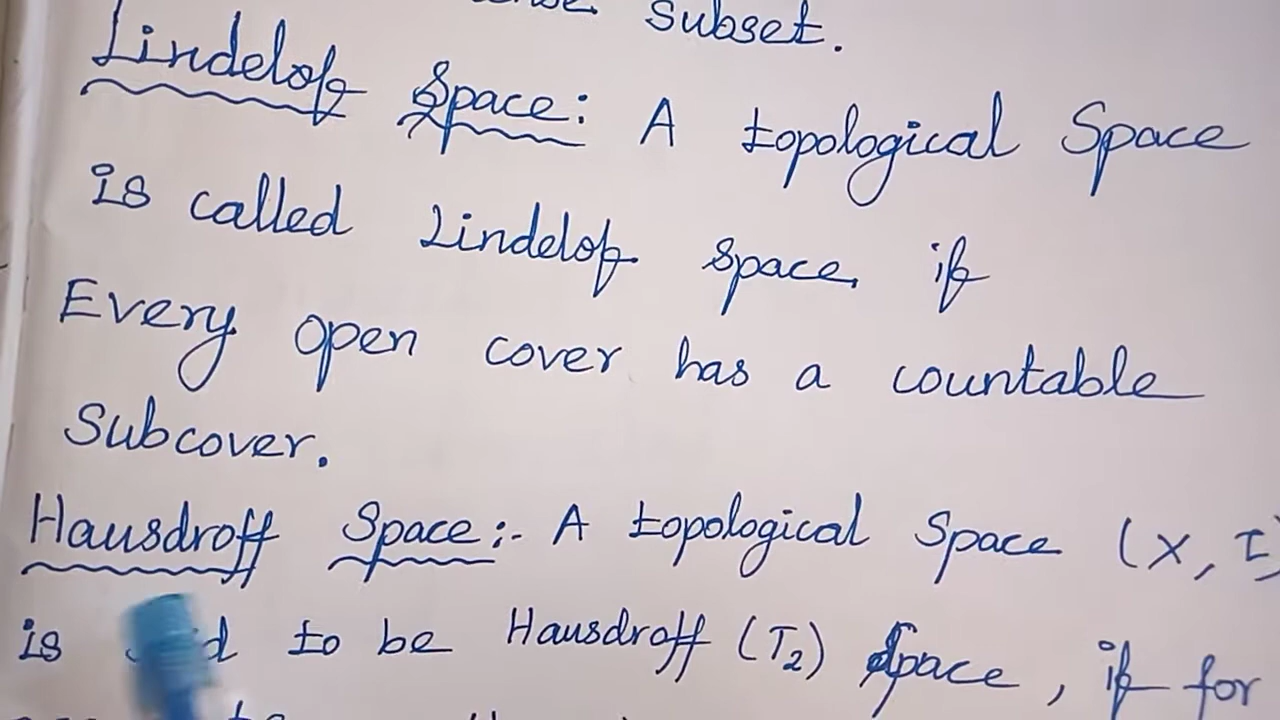 Subset.
Lindelof Space: A topological Space
is called Lindelof space, if
Every open cover has a countable
Subcover.
Hausdroff Space:- A topological Space (X, τ)
is to be Hausdroff (T₂) Space, if for